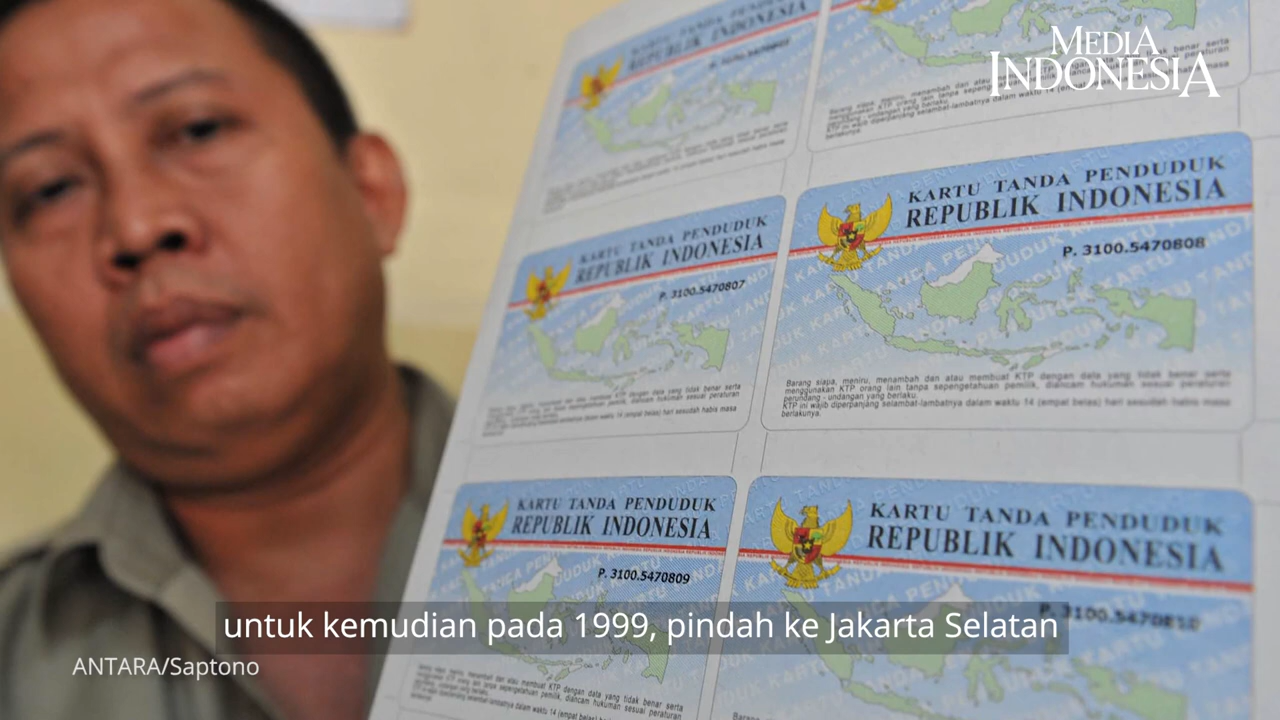 REPUBLIK INDONESIA
MEDIA
INDONESIA
KARTU TANDA PENDUDUK
REPUBLIK INDONESIA
P. 3100.5470807
KARTU TANDA PENDUDUK
REPUBLIK INDONESIA
P. 3100.5470808
Barang siapa, meniru, menambah dan atau membuat KTP dengan data yang tidak benar serta
menggunakan KTP orang lain tanpa sepengetahuan pemilik, diancam hukuman sesuai peraturan
perundang - undangan yang berlaku.
KTP ini wajib diperpanjang selambat-lambatnya dalam waktu 14 (empat belas) hari sesudah habis masa
berlakunya.
KARTU TANDA PENDUDUK
REPUBLIK INDONESIA
P. 3100.5470809
KARTU TANDA PENDUDUK
REPUBLIK INDONESIA
P. 3100.5470810
untuk kemudian pada 1999, pindah ke Jakarta Selatan
ANTARA/Saptono